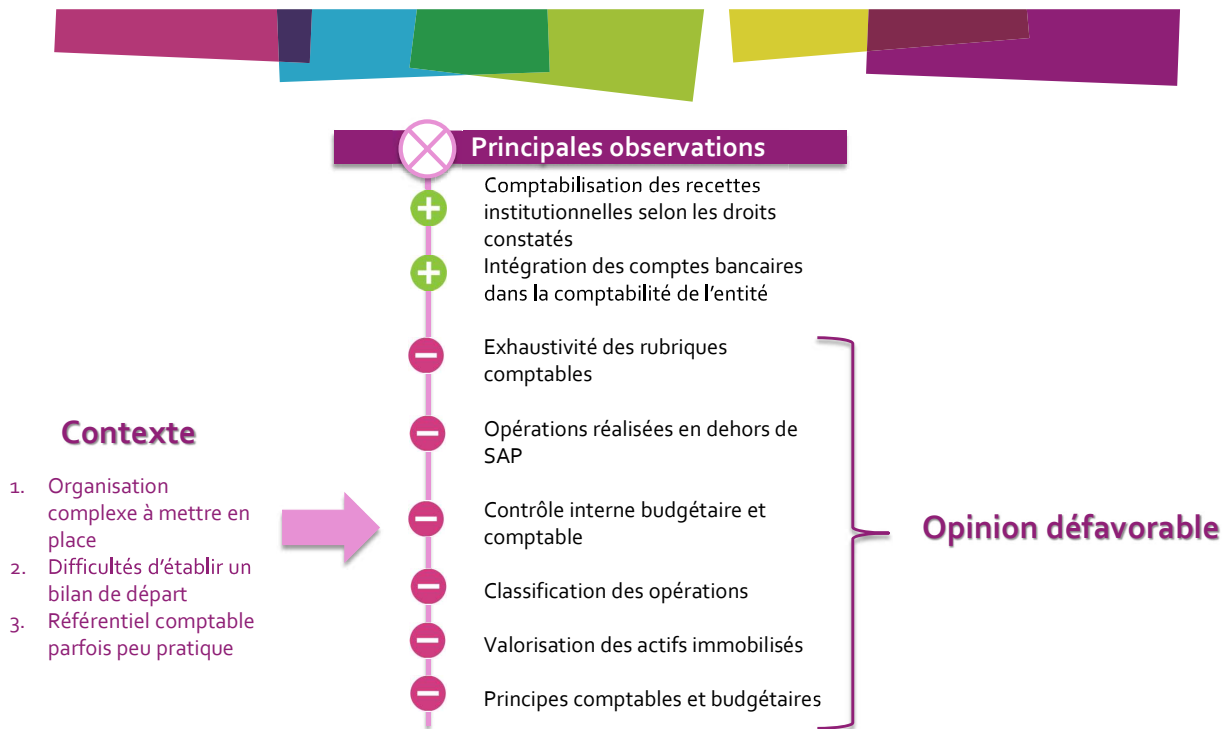 Principales observations
Comptabilisation des recettes
institutionnelles selon les droits
constatés
Intégration des comptes bancaires
dans la comptabilité de l'entité
Exhaustivité des rubriques
comptables
Opérations réalisées en dehors de
SAP
Contrôle interne budgétaire et
comptable
Classification des opérations
Valorisation des actifs immobilisés
Principes comptables et budgétaires
Contexte
1. Organisation
complexe à mettre en
place
2. Difficultés d'établir un
bilan de départ
3. Référentiel comptable
parfois peu pratique
Opinion défavorable